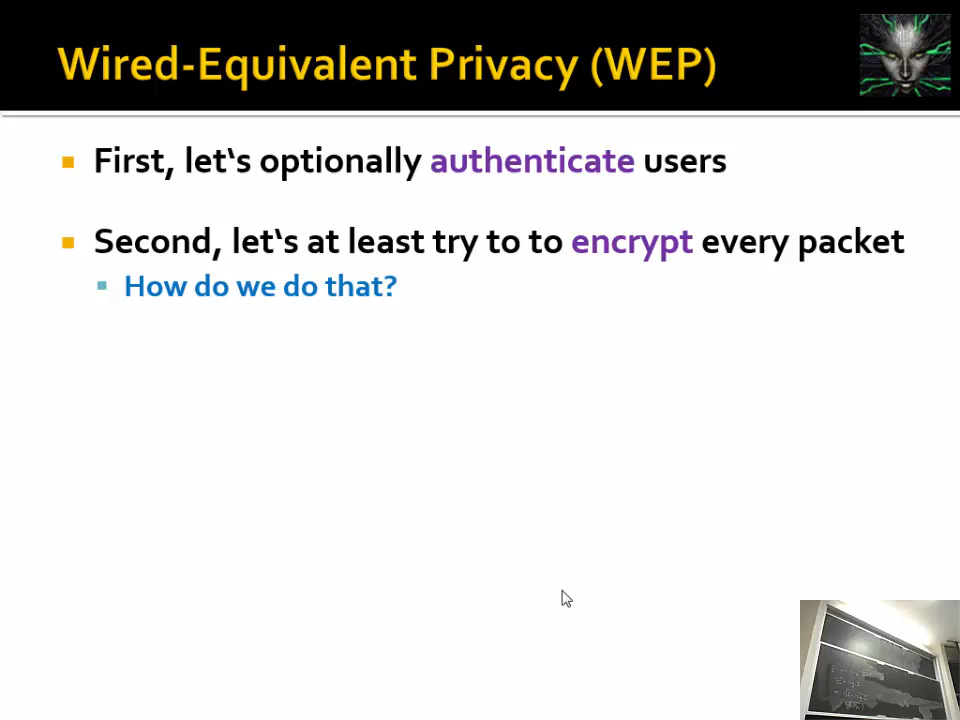 Wired-Equivalent Privacy (WEP)
First, let‘s optionally authenticate users
Second, let‘s at least try to to encrypt every packet
How do we do that?